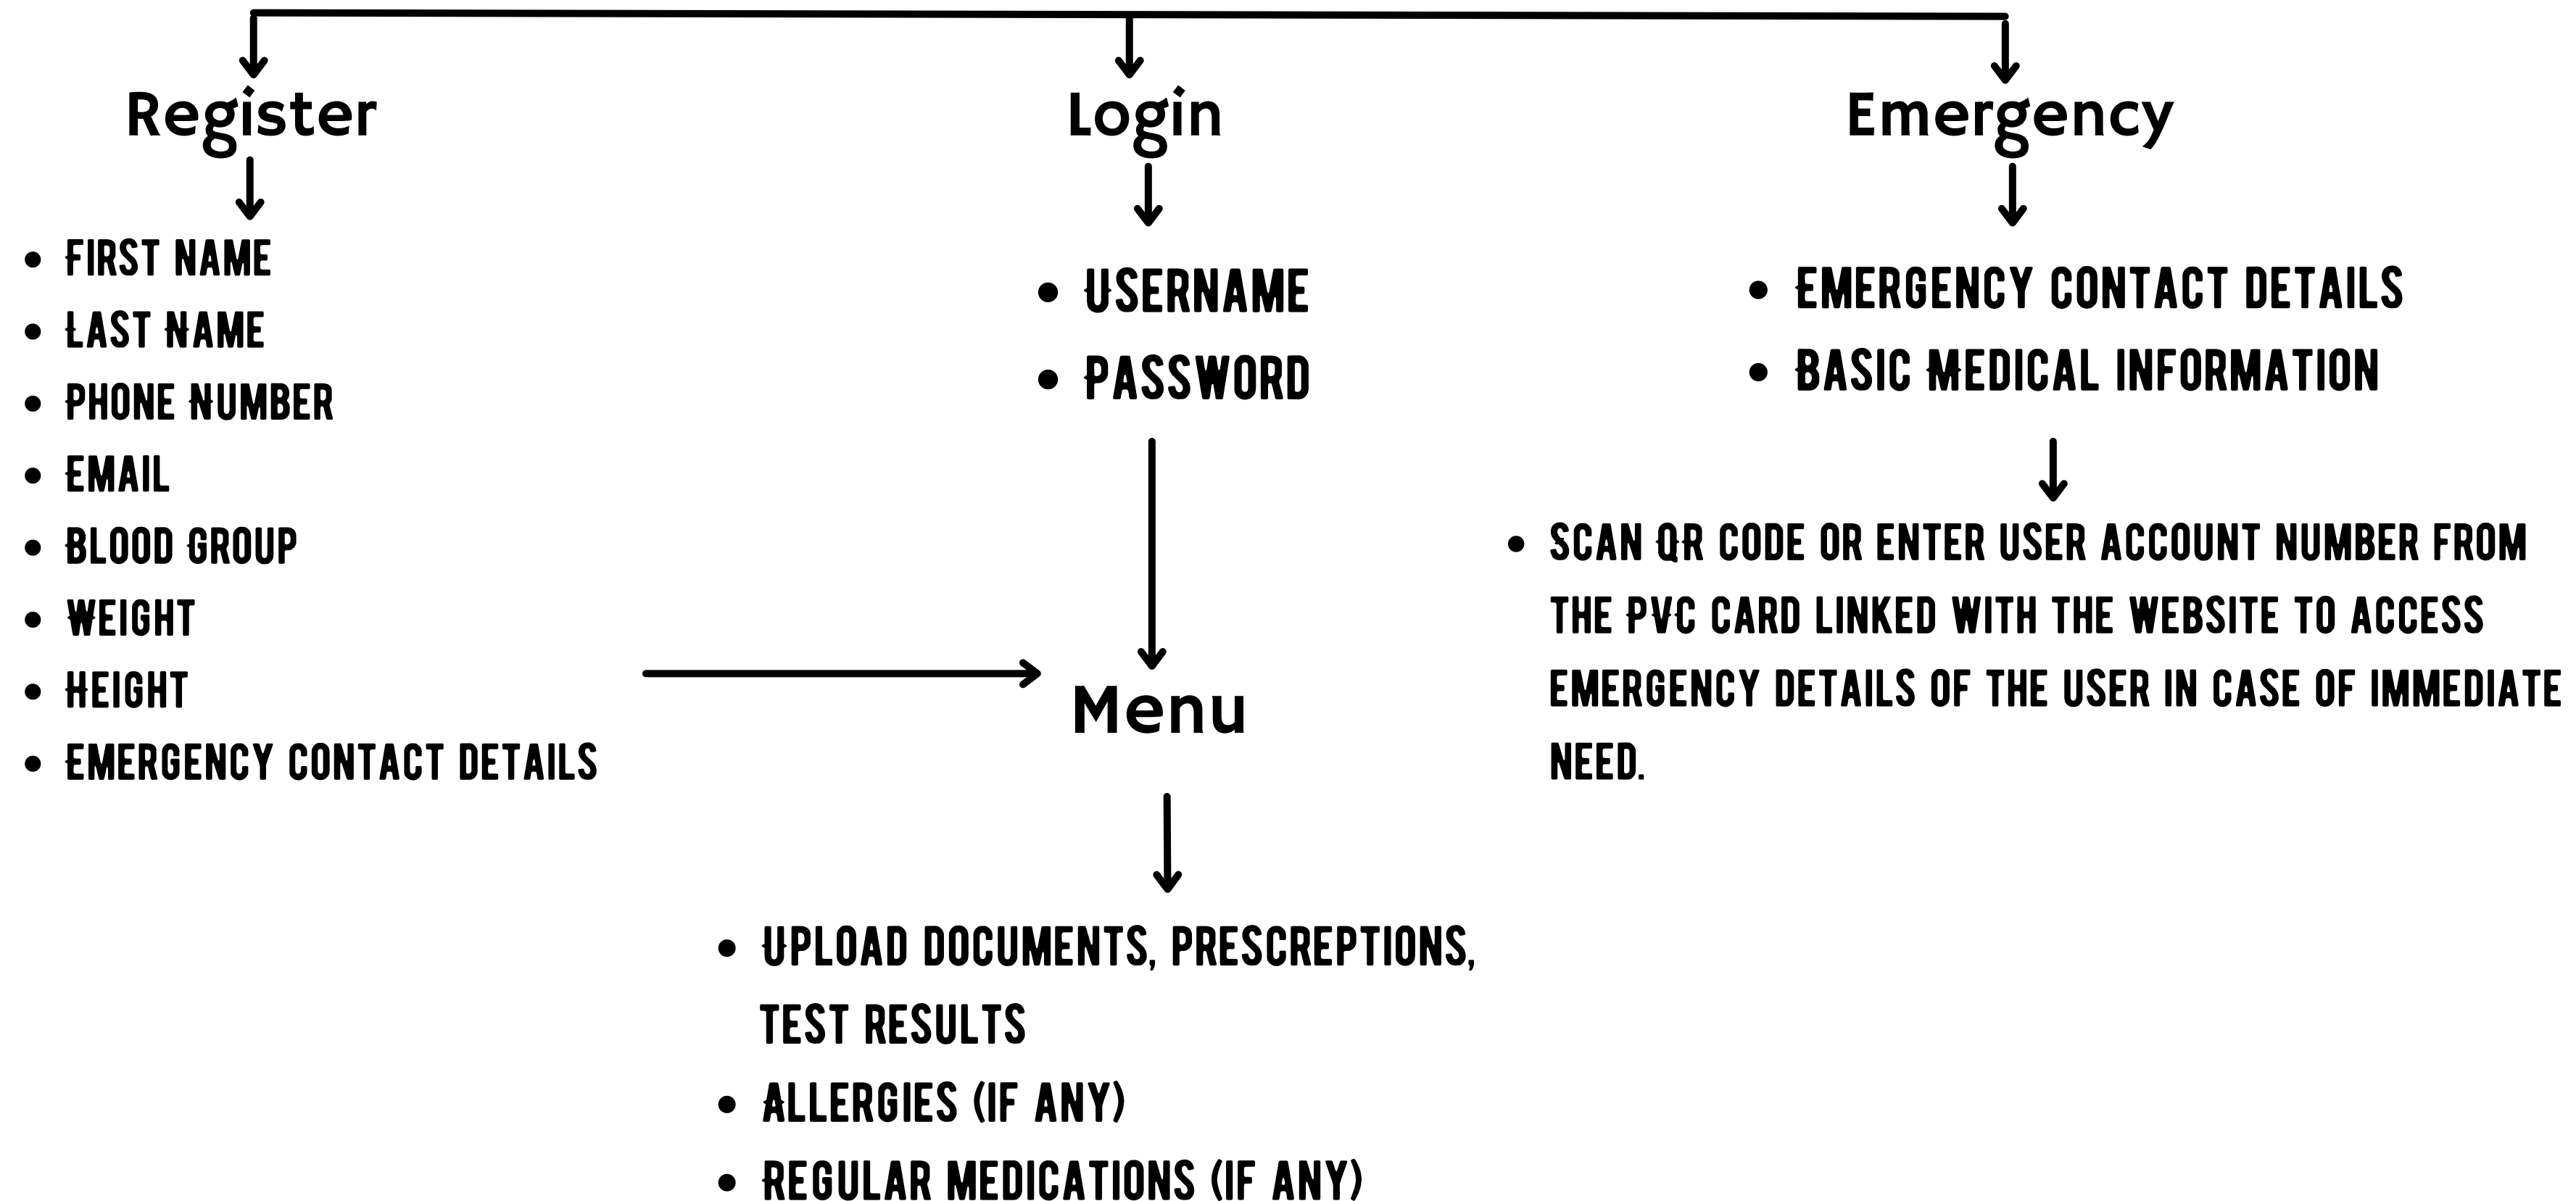 Register
Login
Emergency
• First name
• Last Name
• Phone Number
• Email
• Blood Group
• Weight
• Height
• Emergency contact details
• Username
• Password
• Emergency contact details
• Basic Medical information
• Scan QR code or enter user account number from
the PVC card linked with the Website to access
emergency details of the user in case of immediate
need.
Menu
• Upload documents, prescreptions,
test results
• Allergies (if any)
• Regular medications (if any)